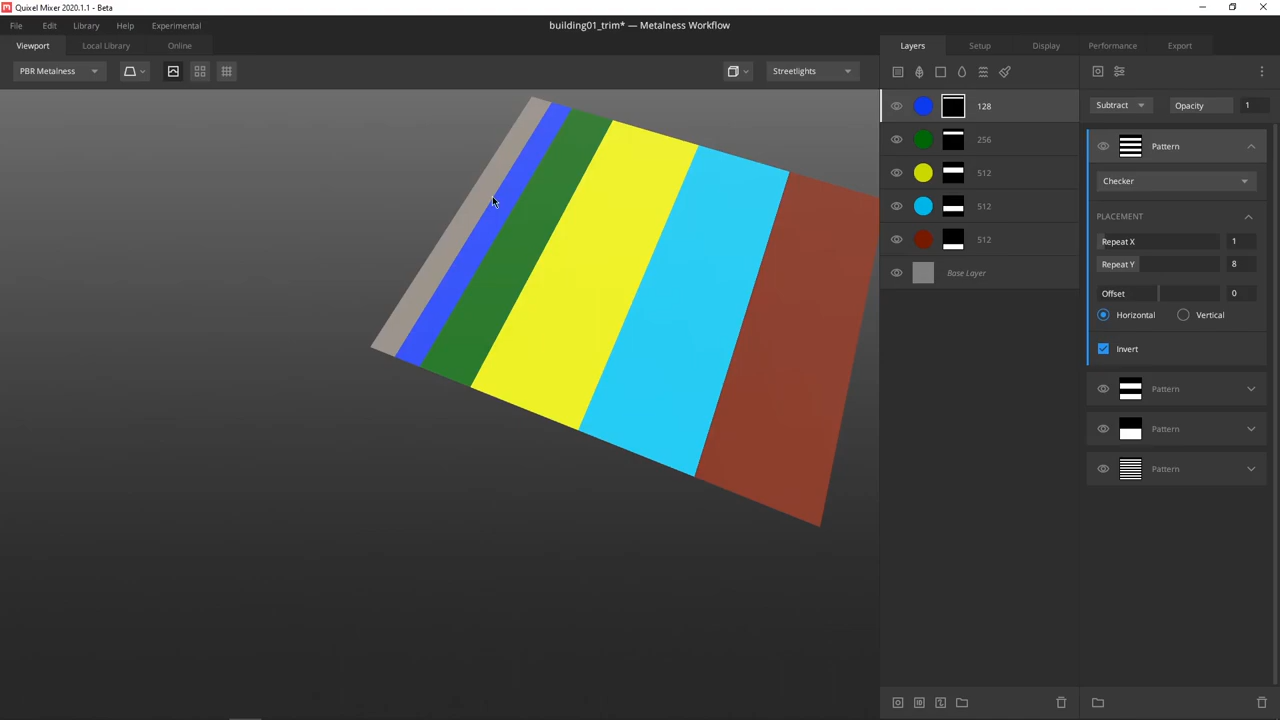 Quixel Mixer 2020.1.1 - Beta
File Edit Library Help Experimental
building01_trim* — Metalness Workflow
Viewport Local Library Online
Layers Setup Display Performance Export
PBR Metalness
Streetlights
128
256
512
512
512
Base Layer
Subtract Opacity 1
Pattern
Checker
PLACEMENT
Repeat X 1
Repeat Y 8
Offset 0
Horizontal Vertical
Invert
Pattern
Pattern
Pattern